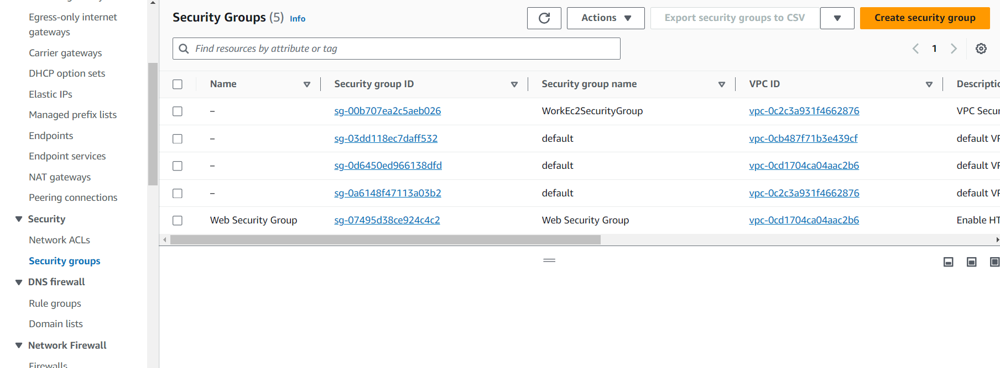 Egress-only internet
gateways
Carrier gateways
DHCP option sets
Elastic IPs
Managed prefix lists
Endpoints
Endpoint services
NAT gateways
Peering connections
Security
Network ACLs
Security groups
DNS firewall
Rule groups
Domain lists
Network Firewall
Firewalls
Security Groups (5) Info
Actions
Export security groups to CSV
Create security group
Find resources by attribute or tag
1
Name Security group ID Security group name VPC ID Descriptio
– sg-00b707ea2c5aeb026 WorkEc2SecurityGroup vpc-0c2c3a931f4662876 VPC Secur
– sg-03dd118ec7daff532 default vpc-0cb487f71b3e439cf default VP
– sg-0d6450ed966138dfd default vpc-0cd1704ca04aac2b6 default VP
– sg-0a6148f47113a03b2 default vpc-0c2c3a931f4662876 default VP
Web Security Group sg-07495d38ce924c4c2 Web Security Group vpc-0cd1704ca04aac2b6 Enable HT